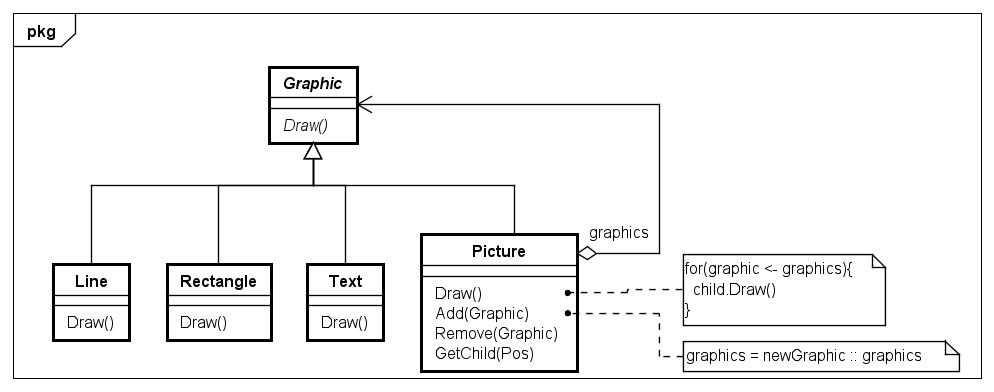 pkg
Graphic
Draw()
graphics
Line
Draw()
Rectangle
Draw()
Text
Draw()
Picture
Draw()
Add(Graphic)
Remove(Graphic)
GetChild(Pos)
for(graphic <- graphics){
child.Draw()
}
graphics = newGraphic :: graphics